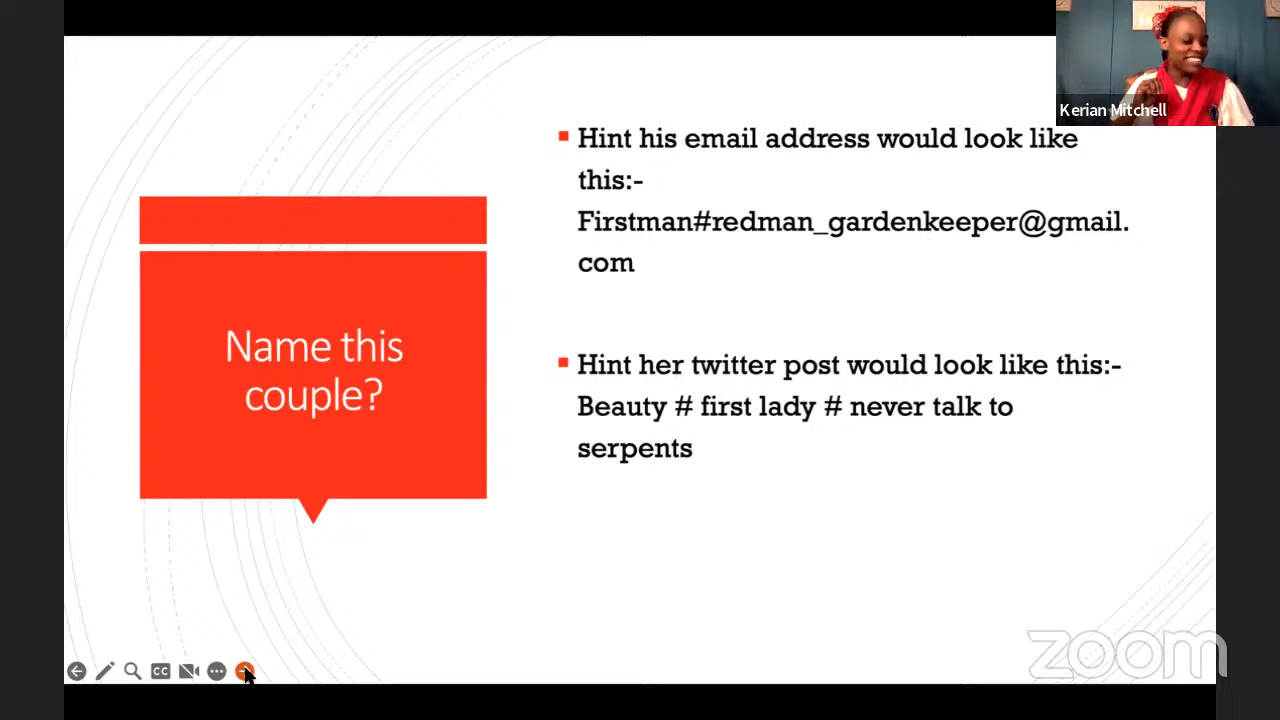 Kerian Mitchell
Name this
couple?
Hint his email address would look like
this:-
Firstman#redman_gardenkeeper@gmail.
com
Hint her twitter post would look like this:-
Beauty # first lady # never talk to
serpents
CC
zoom